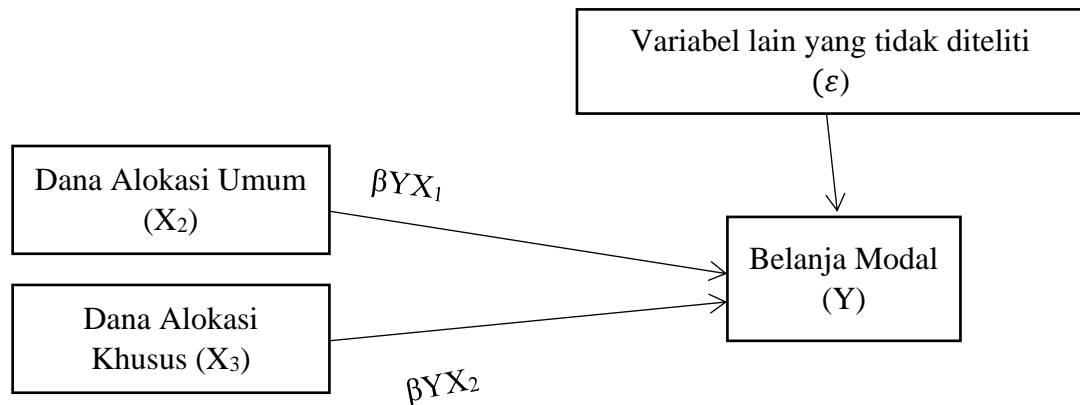 Variabel lain yang tidak diteliti
(ε)
Dana Alokasi Umum
(X₂)
βYX₁
Belanja Modal
(Y)
Dana Alokasi
Khusus (X₃)
βYX₂